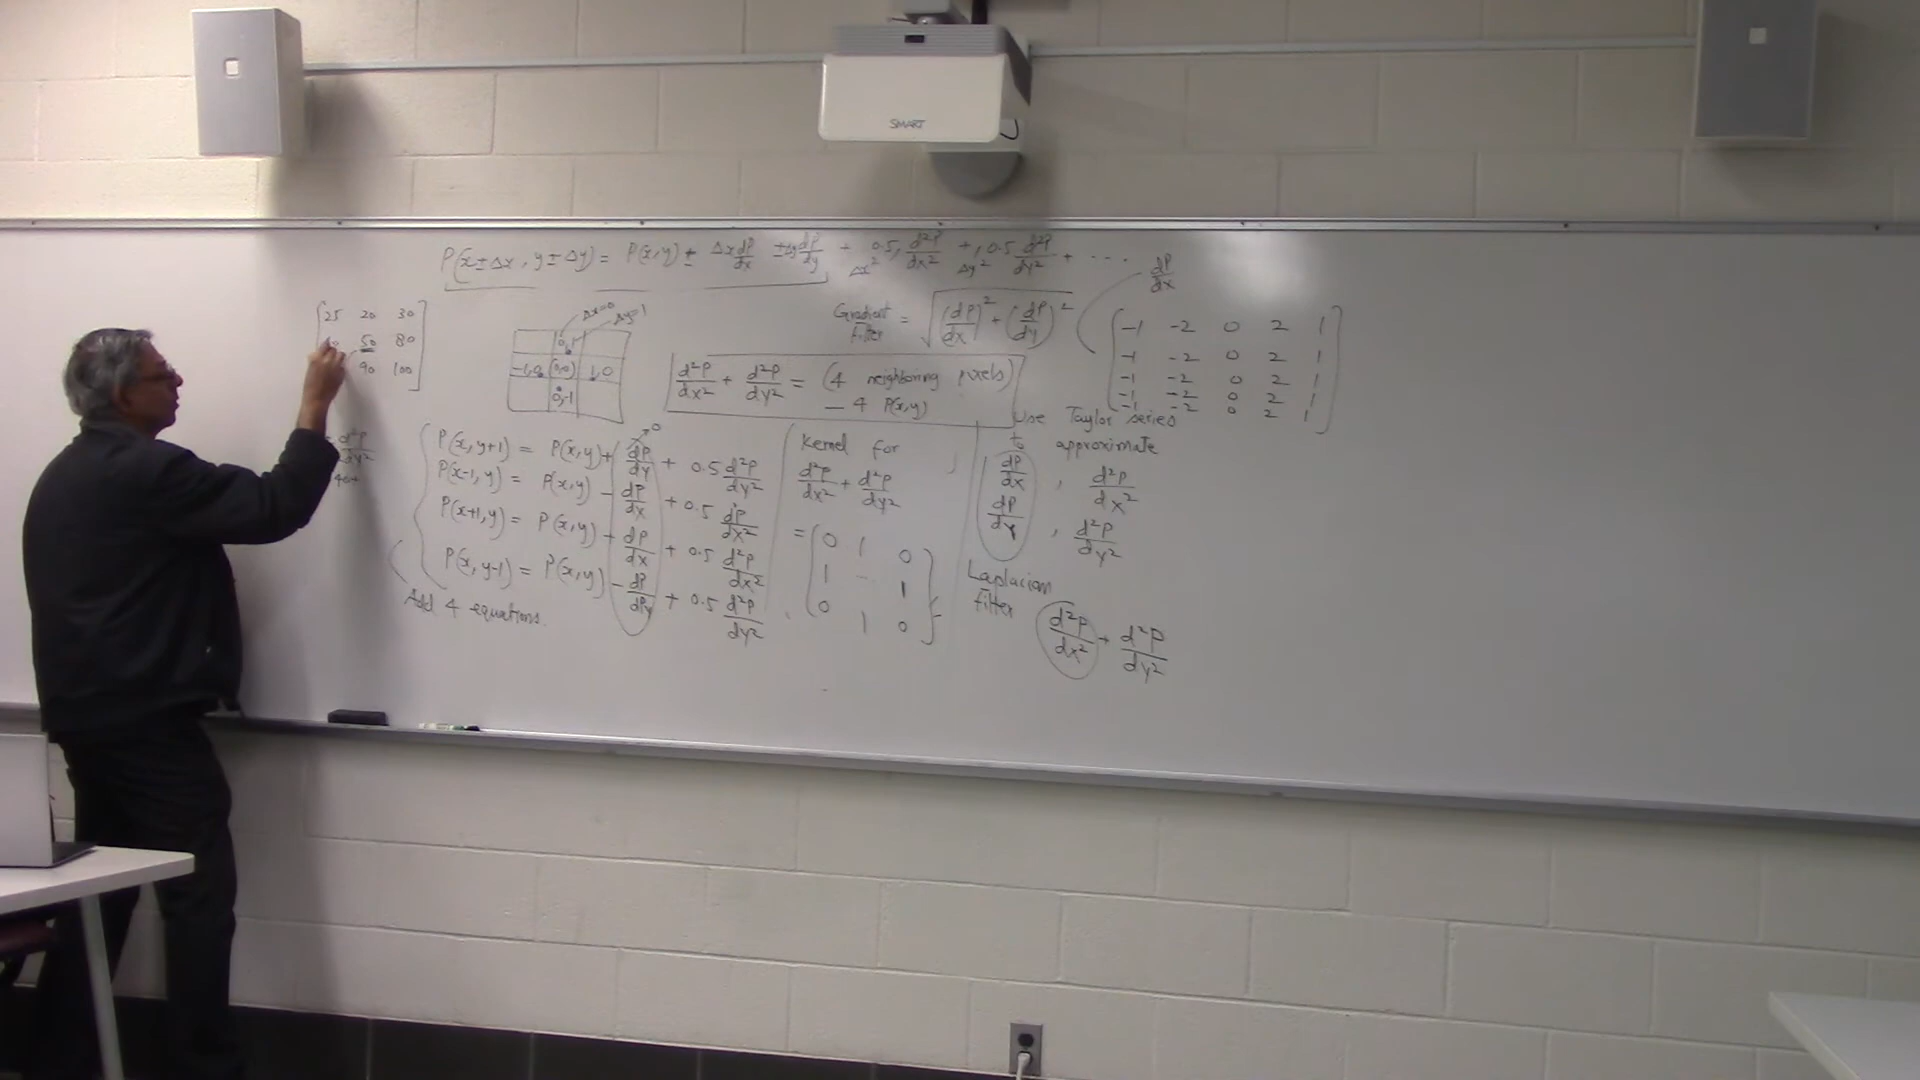 SMART
P(x±Δx, y±Δy) = P(x,y) ± Δx dP/dx ± Δy dP/dy + 0.5 Δx² d²P/dx² + 0.5 Δy² d²P/dy² + ....
dP/dx
25 20 30
50 80
90 100
Δx=0
Δy=1
0,1
-1,0 (0,0) 1,0
0,-1
Gradient filter = √((dP/dx)² + (dP/dy)²)
-1 -2 0 2 1
-1 -2 0 2 1
-1 -2 0 2 1
-1 -2 0 2 1
-1 -2 0 2 1
d²P/dx² + d²P/dy² = (4 neighboring pixels)
- 4 P(x,y)
+ d²P/dy²
40+
P(x,y+1) = P(x,y) + dP/dy + 0.5 d²P/dy²
0
P(x-1,y) = P(x,y) - dP/dx + 0.5 d²P/dx²
P(x+1,y) = P(x,y) + dP/dx + 0.5 d²P/dx²
P(x,y-1) = P(x,y) - dP/dy + 0.5 d²P/dy²
Add 4 equations.
Kernel for
d²P/dx² + d²P/dy²
=
0 1 0
1 1
0 1 0
Use Taylor series
to approximate
dP/dx , d²P/dx²
dP/dy , d²P/dy²
Laplacian
filter
d²P/dx² + d²P/dy²